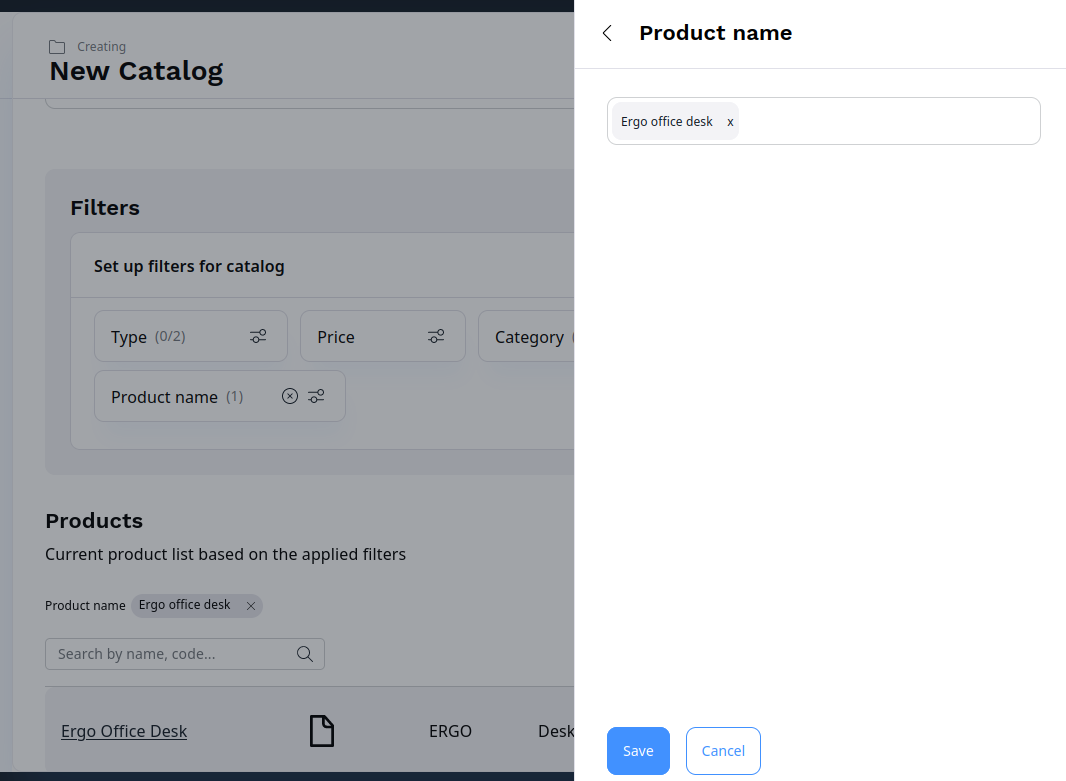 Creating
New Catalog
Filters
Set up filters for catalog
Type (0/2)
Price
Category
Product name (1)
Products
Current product list based on the applied filters
Product name Ergo office desk
Search by name, code...
Ergo Office Desk ERGO Desk
Product name
Ergo office desk x
Save Cancel